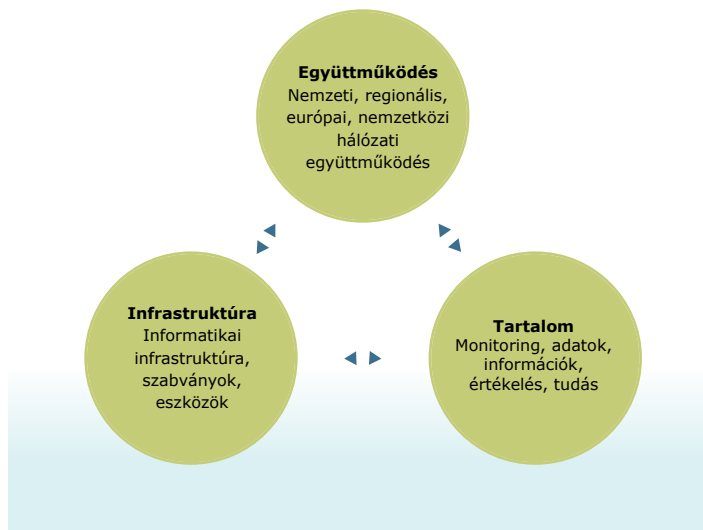 Együttműködés
Nemzeti, regionális,
európai, nemzetközi
hálózati
együttműködés
Infrastruktúra
Informatikai
infrastruktúra,
szabványok,
eszközök
Tartalom
Monitoring, adatok,
információk,
értékelés, tudás